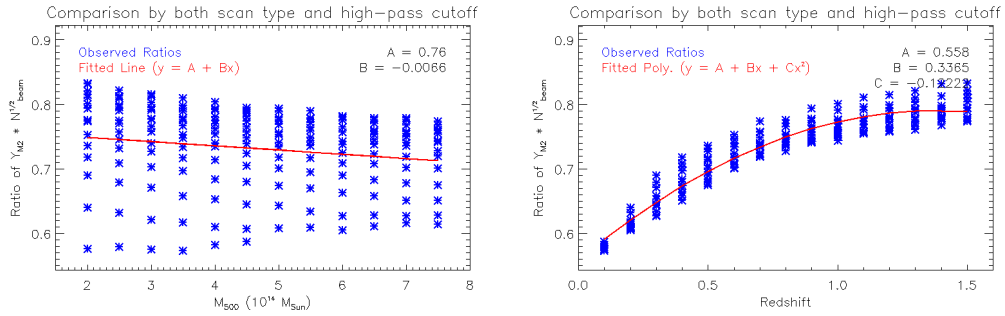 Comparison by both scan type and high-pass cutoff
Observed Ratios
Fitted Line (y = A + Bx)
A = 0.76
B = -0.0066
Ratio of Y_M2 * N^1/2_beam
0.9
0.8
0.7
0.6
2 3 4 5 6 7 8
M_500 (10^14 M_Sun)
Comparison by both scan type and high-pass cutoff
Observed Ratios
Fitted Poly. (y = A + Bx + Cx²)
A = 0.558
B = 0.3365
Ratio of Y_M2 * N^1/2_beam
0.9
0.8
0.7
0.6
0.0 0.5 1.0 1.5
Redshift